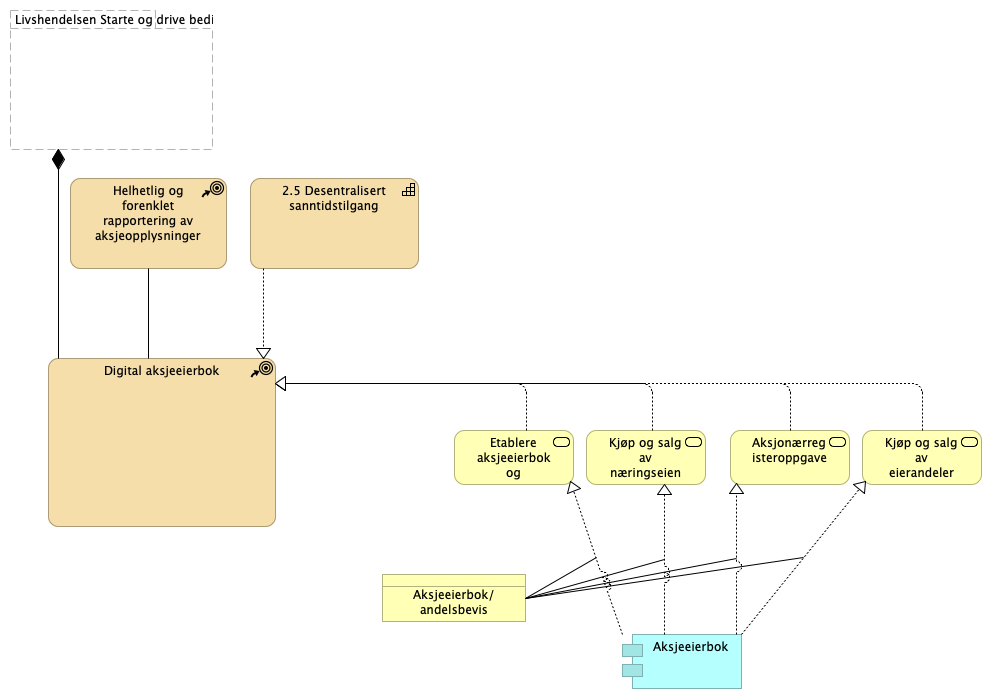 Livshendelsen Starte og drive bedi
Helhetlig og
forenklet
rapportering av
aksjeopplysninger
2.5 Desentralisert
sanntidstilgang
Digital aksjeeierbok
Etablere
aksjeeierbok
og
Kjøp og salg
av
næringseien
Aksjonærreg
isteroppgave
Kjøp og salg
av
eierandeler
Aksjeeierbok/
andelsbevis
Aksjeeierbok